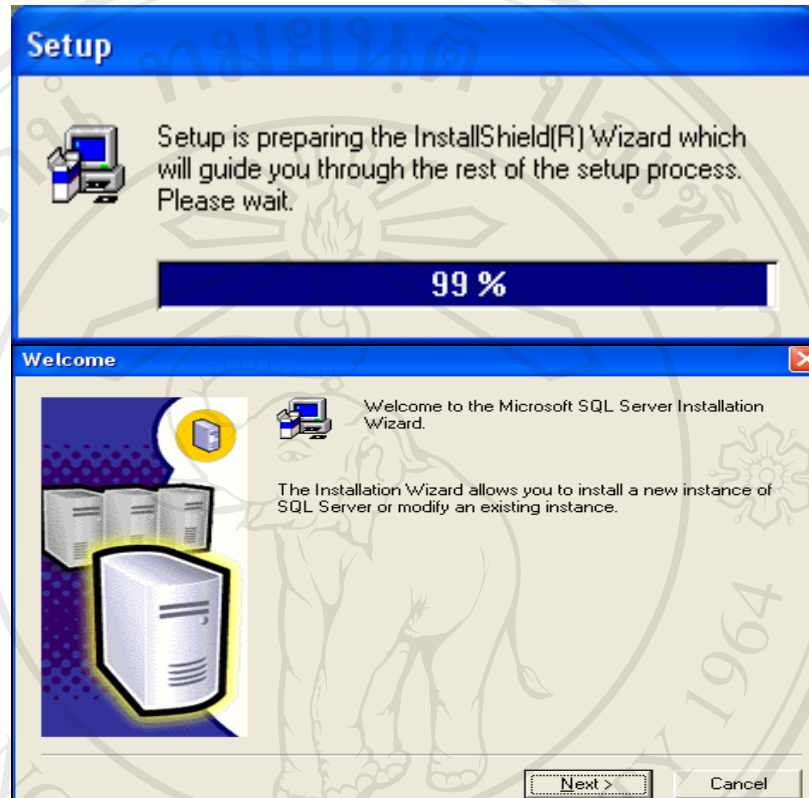 Setup
Setup is preparing the InstallShield(R) Wizard which
will guide you through the rest of the setup process.
Please wait.
99 %
Welcome
Welcome to the Microsoft SQL Server Installation
Wizard.
The Installation Wizard allows you to install a new instance of
SQL Server or modify an existing instance.
1964
Next >
Cancel